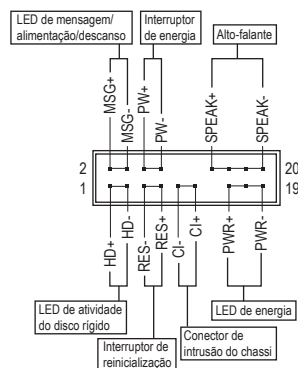 LED de mensagem/
alimentação/descanso
Interruptor
de energia
Alto-falante
MSG+
MSG-
PW+
PW-
SPEAK+
SPEAK-
2
20
1
19
HD+
HD-
RES-
RES+
CI-
CI+
PWR+
PWR-
LED de atividade
do disco rígido
Interruptor de
reinicialização
Conector de
intrusão do chassi
LED de energia